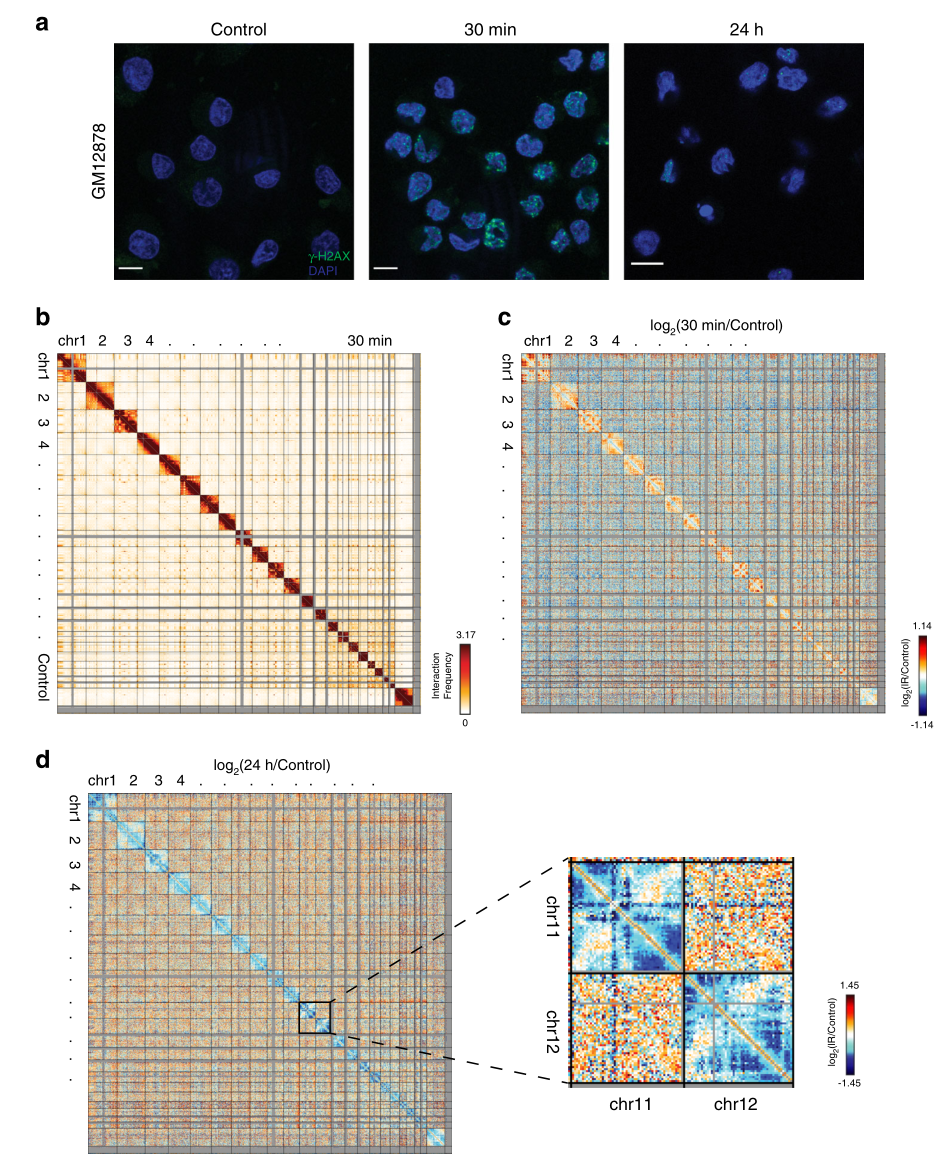 a
Control
30 min
24 h
GM12878
γ-H2AX
DAPI
b
chr1 2 3 4 . . . . . . 30 min
chr1
2
3
4
.
.
.
.
.
.
.
Control
3.17
Interaction
Frequency
0
c
log2(30 min/Control)
chr1 2 3 4 . . . . . .
chr1
2
3
4
.
.
.
.
.
.
.
1.14
log2(IR/Control)
-1.14
d
log2(24 h/Control)
chr1 2 3 4 . . . . . . . .
chr1
2
3
4
.
.
.
.
.
.
.
chr11
chr12
chr11
chr12
1.45
log2(IR/Control)
-1.45